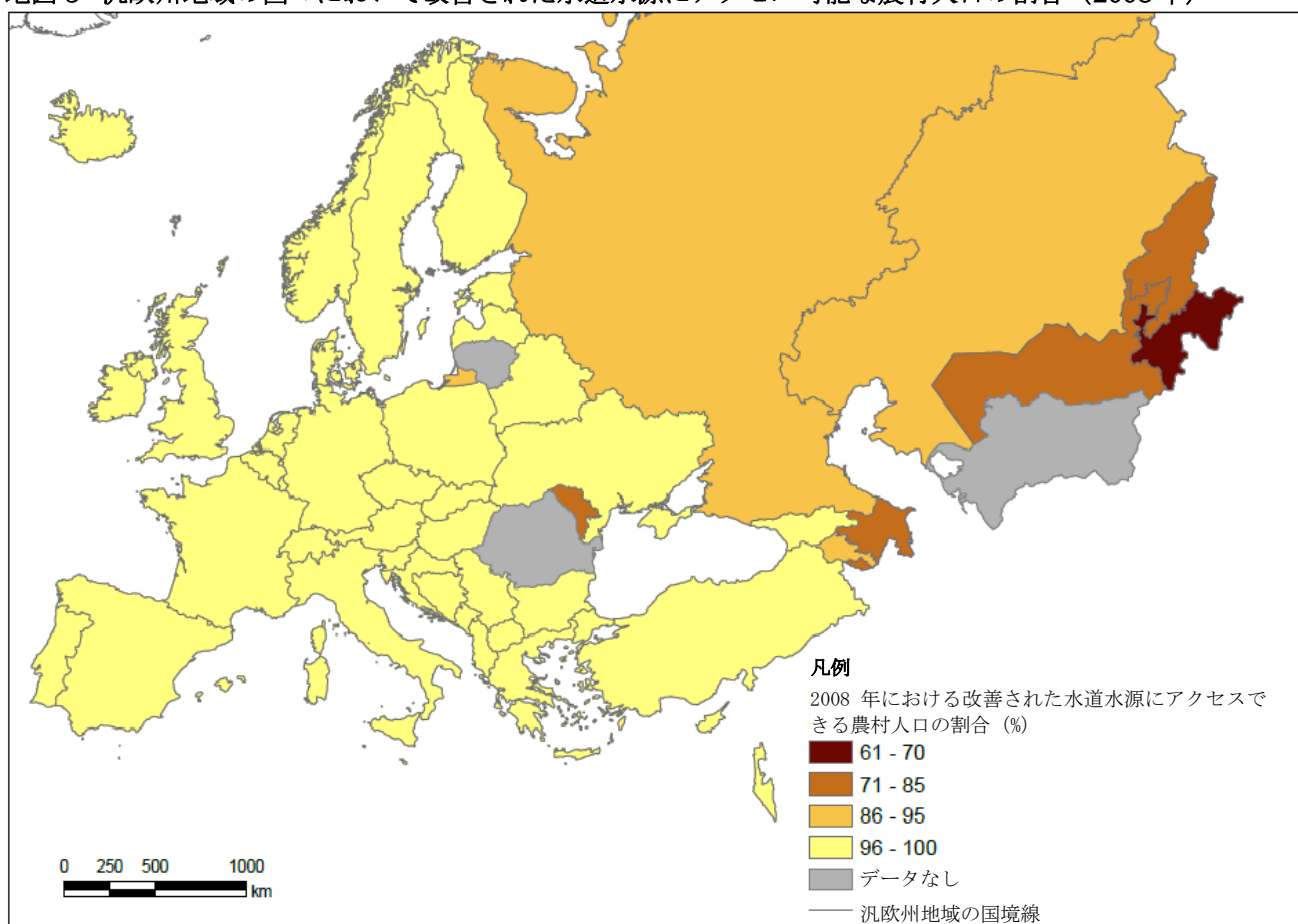 凡例
2008 年における改善された水道水源にアクセスで
きる農村人口の割合 (%)
61 - 70
71 - 85
86 - 95
96 - 100
データなし
汎欧州地域の国境線
0 250 500 1000
km